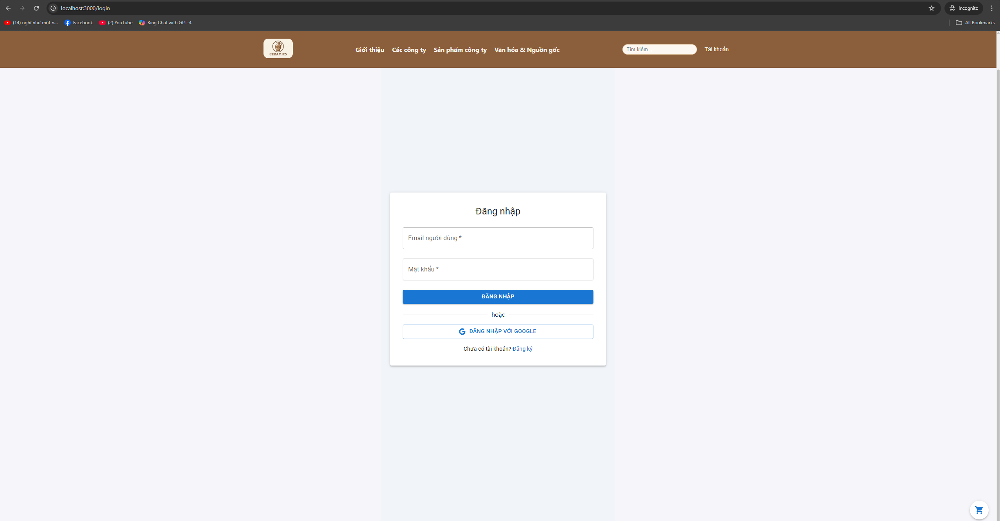 localhost:3000/login
Incognito
(14) nghĩ như một n...
Facebook
(2) YouTube
Bing Chat with GPT-4
All Bookmarks
CERAMICS
Giới thiệu
Các công ty
Sản phẩm công ty
Văn hóa & Nguồn gốc
Tìm kiếm...
Tài khoản
Đăng nhập
Email người dùng *
Mật khẩu *
ĐĂNG NHẬP
hoặc
ĐĂNG NHẬP VỚI GOOGLE
Chưa có tài khoản? Đăng ký